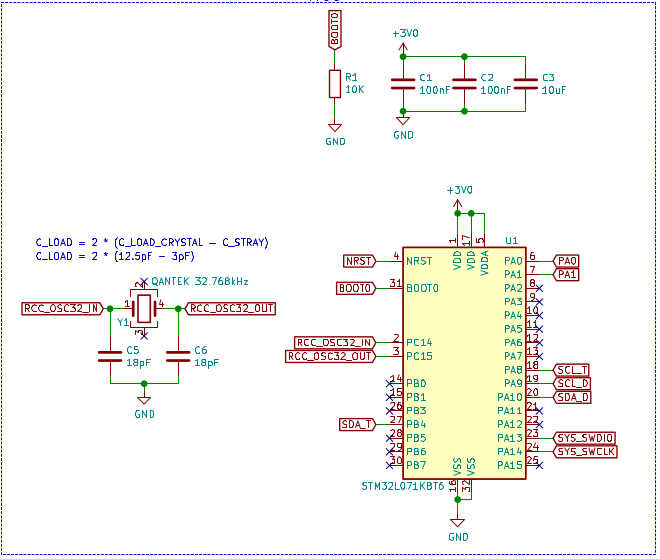 BOOT0
+3V0
R1
10K
C1
100nF
C2
100nF
C3
10uF
GND
GND
C_LOAD = 2 * (C_LOAD_CRYSTAL - C_STRAY)
C_LOAD = 2 * (12.5pF - 3pF)
QANTEK 32.768kHz
RCC_OSC32_IN
1
2
3
4
Y1
RCC_OSC32_OUT
C5
18pF
C6
18pF
GND
+3V0
U1
1
17
5
VDD
VDD
VDDA
NRST 4 NRST
BOOT0 31 BOOT0
RCC_OSC32_IN 2 PC14
RCC_OSC32_OUT 3 PC15
14 PB0
15 PB1
26 PB3
SDA_T 27 PB4
28 PB5
29 PB6
30 PB7
PA0 6 PA0
PA1 7 PA1
PA2 8
PA3 9
PA4 10
PA5 11
PA6 12
PA7 13
PA8 18 SCL_T
PA9 19 SCL_D
PA10 20 SDA_D
PA11 21
PA12 22
PA13 23 SYS_SWDIO
PA14 24 SYS_SWCLK
PA15 25
VSS
VSS
16
32
STM32L071KBT6
GND